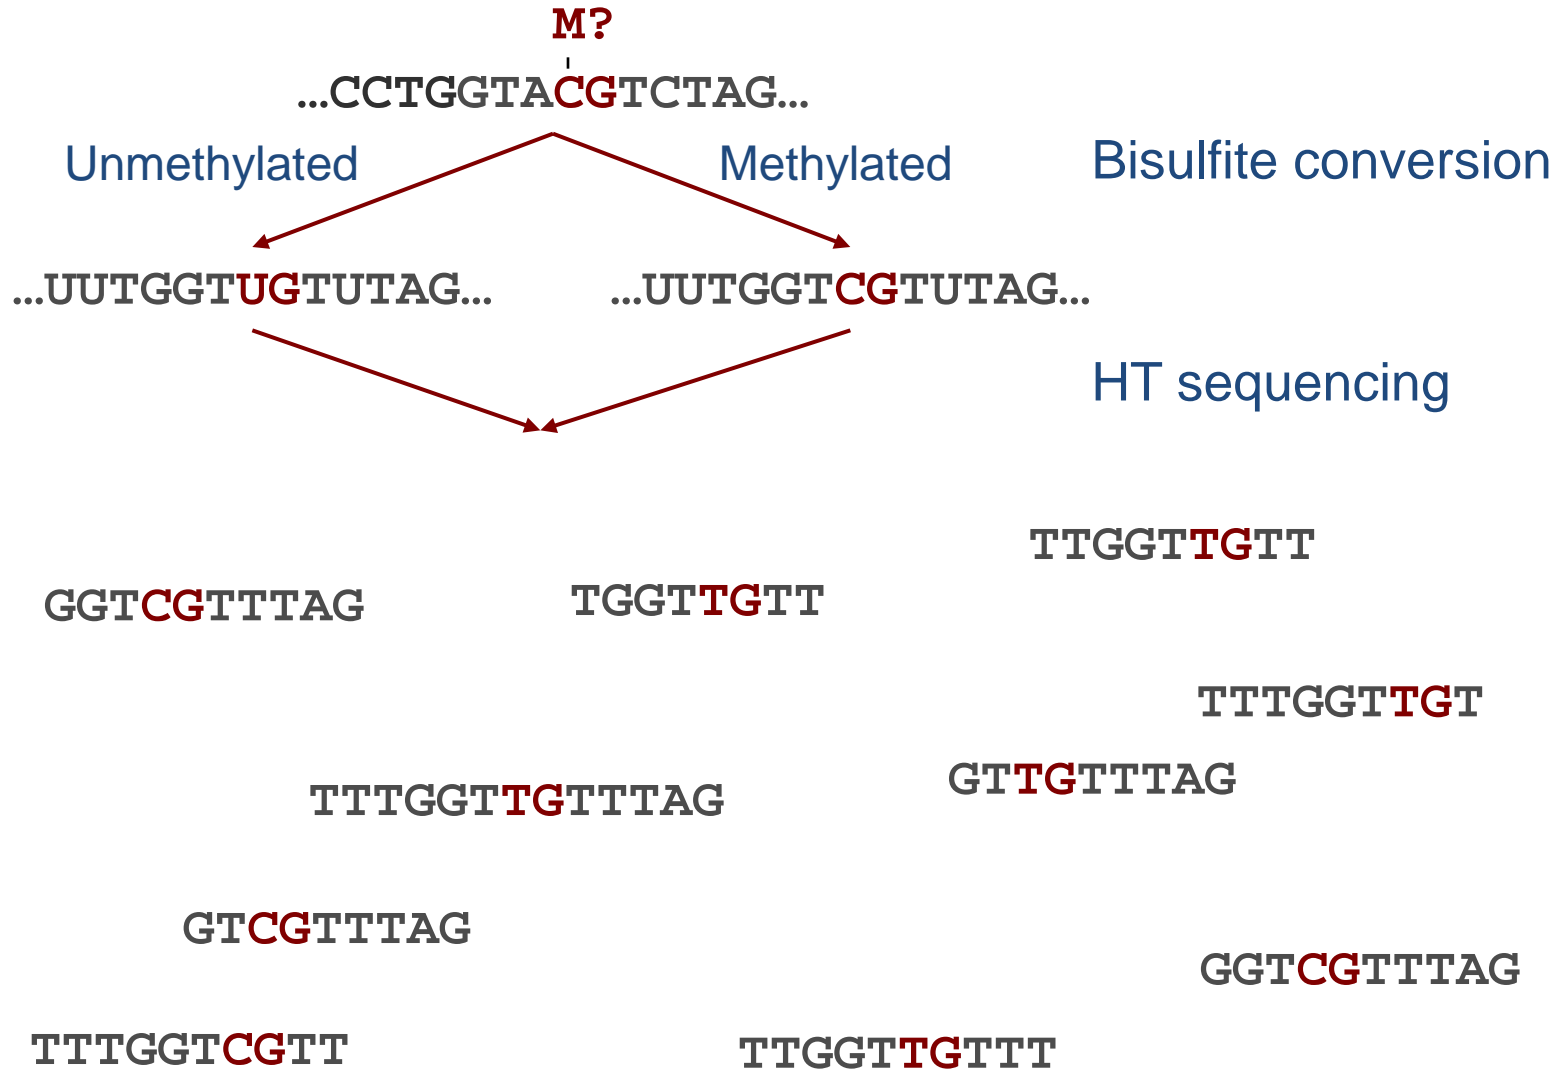 M?
...CCTGGTACGTCTAG...
Unmethylated
Methylated
Bisulfite conversion
...UUTGGTUGTUTAG...
...UUTGGTCGTUTAG...
HT sequencing
TTGGTTGTT
GGTCGTTTAG
TGGTTGTT
TTTGGTTGT
GTTGTTTAG
TTTGGTTGTTTAG
GTCGTTTAG
GGTCGTTTAG
TTTGGTCGTT
TTGGTTGTTT